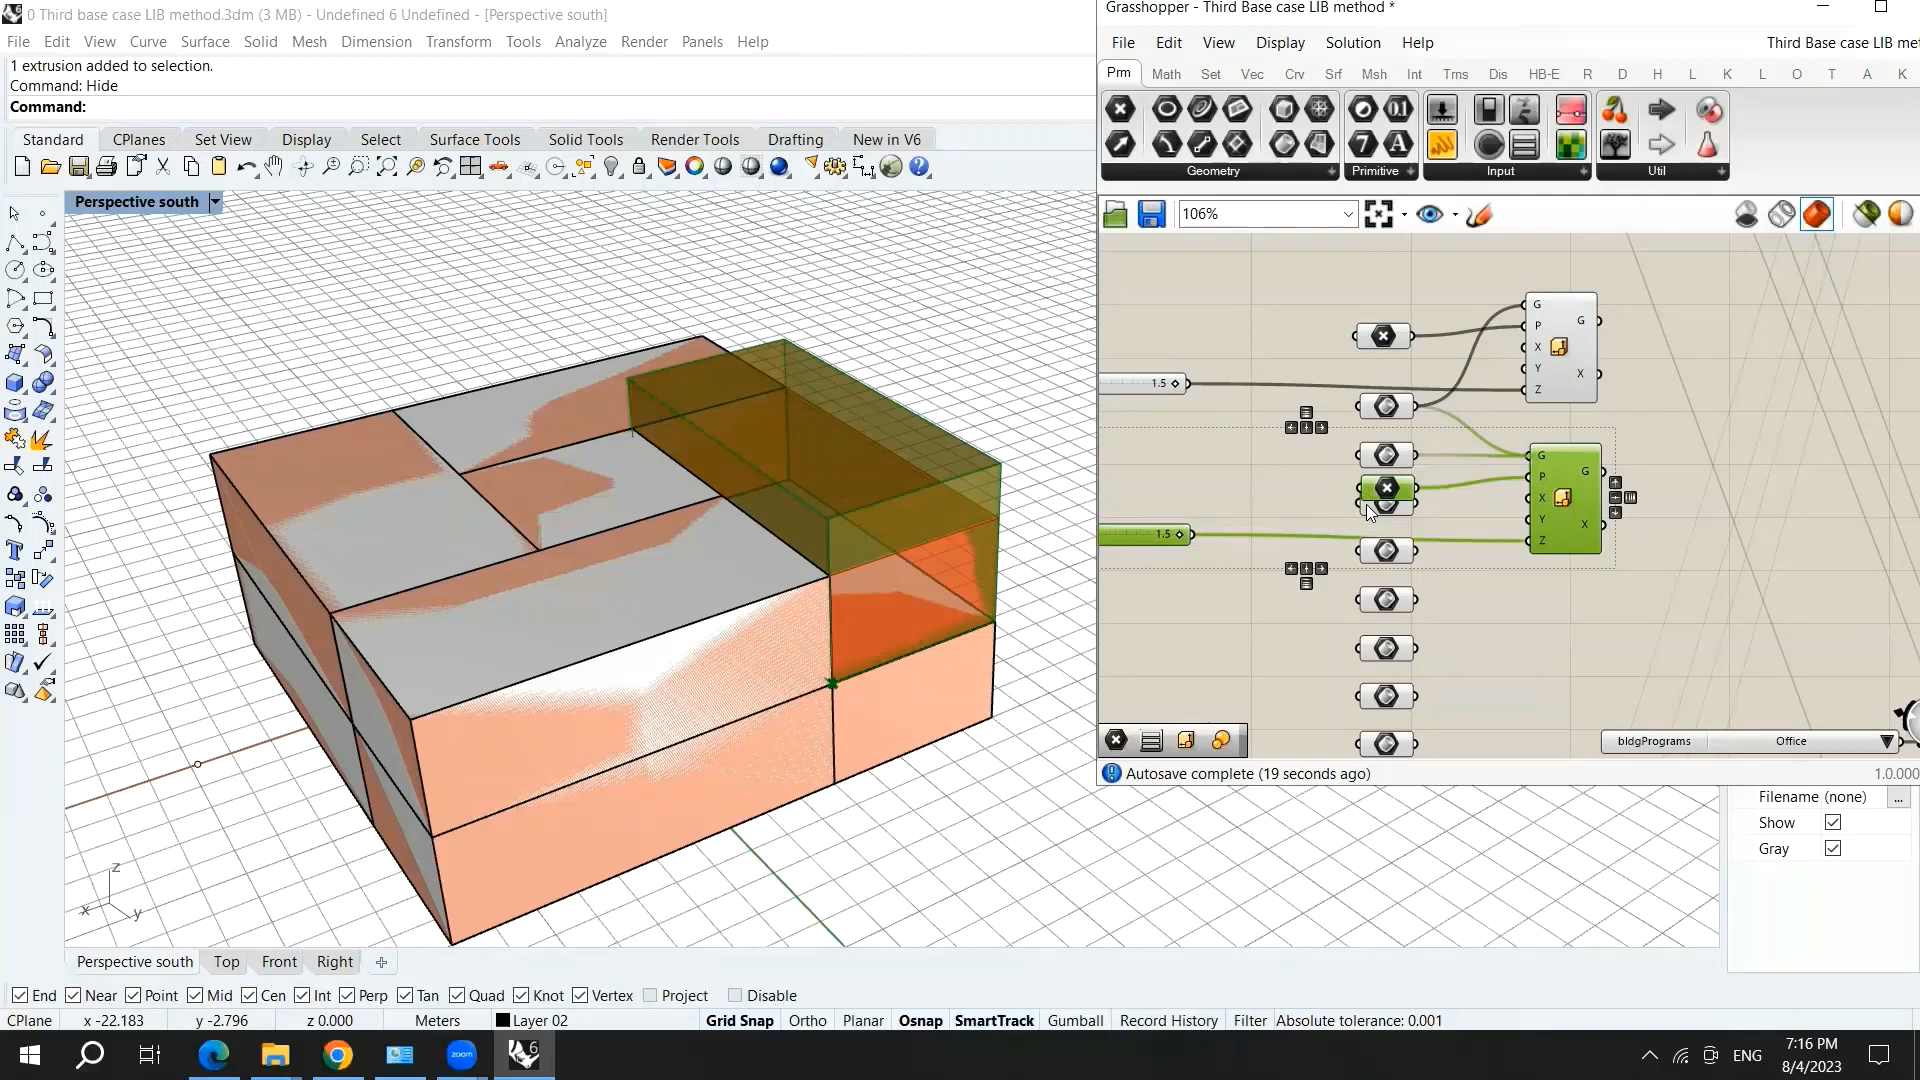 0 Third base case LIB method.3dm (3 MB) - Undefined 6 Undefined - [Perspective south]
File Edit View Curve Surface Solid Mesh Dimension Transform Tools Analyze Render Panels Help
1 extrusion added to selection.
Command: Hide
Command:
Standard CPlanes Set View Display Select Surface Tools Solid Tools Render Tools Drafting New in V6
Perspective south
z
x y
Perspective south Top Front Right
End Near Point Mid Cen Int Perp Tan Quad Knot Vertex Project Disable
CPlane x -22.183 y -2.796 z 0.000 Meters Layer 02 Grid Snap Ortho Planar Osnap SmartTrack Gumball Record History Filter Absolute tolerance: 0.001
Grasshopper - Third Base case LIB method *
File Edit View Display Solution Help Third Base case LIB me
Prm Math Set Vec Crv Srf Msh Int Trns Dis HB-E R D H L K L O T A K
Geometry Primitive Input Util
106%
G
P G
X
Y X
1.5 Z
G
P G
X
Y X
1.5 Z
bldgPrograms Office
Autosave complete (19 seconds ago) 1.0.000
Filename (none) ...
Show
Gray
zoom
6
ENG
7:16 PM
8/4/2023